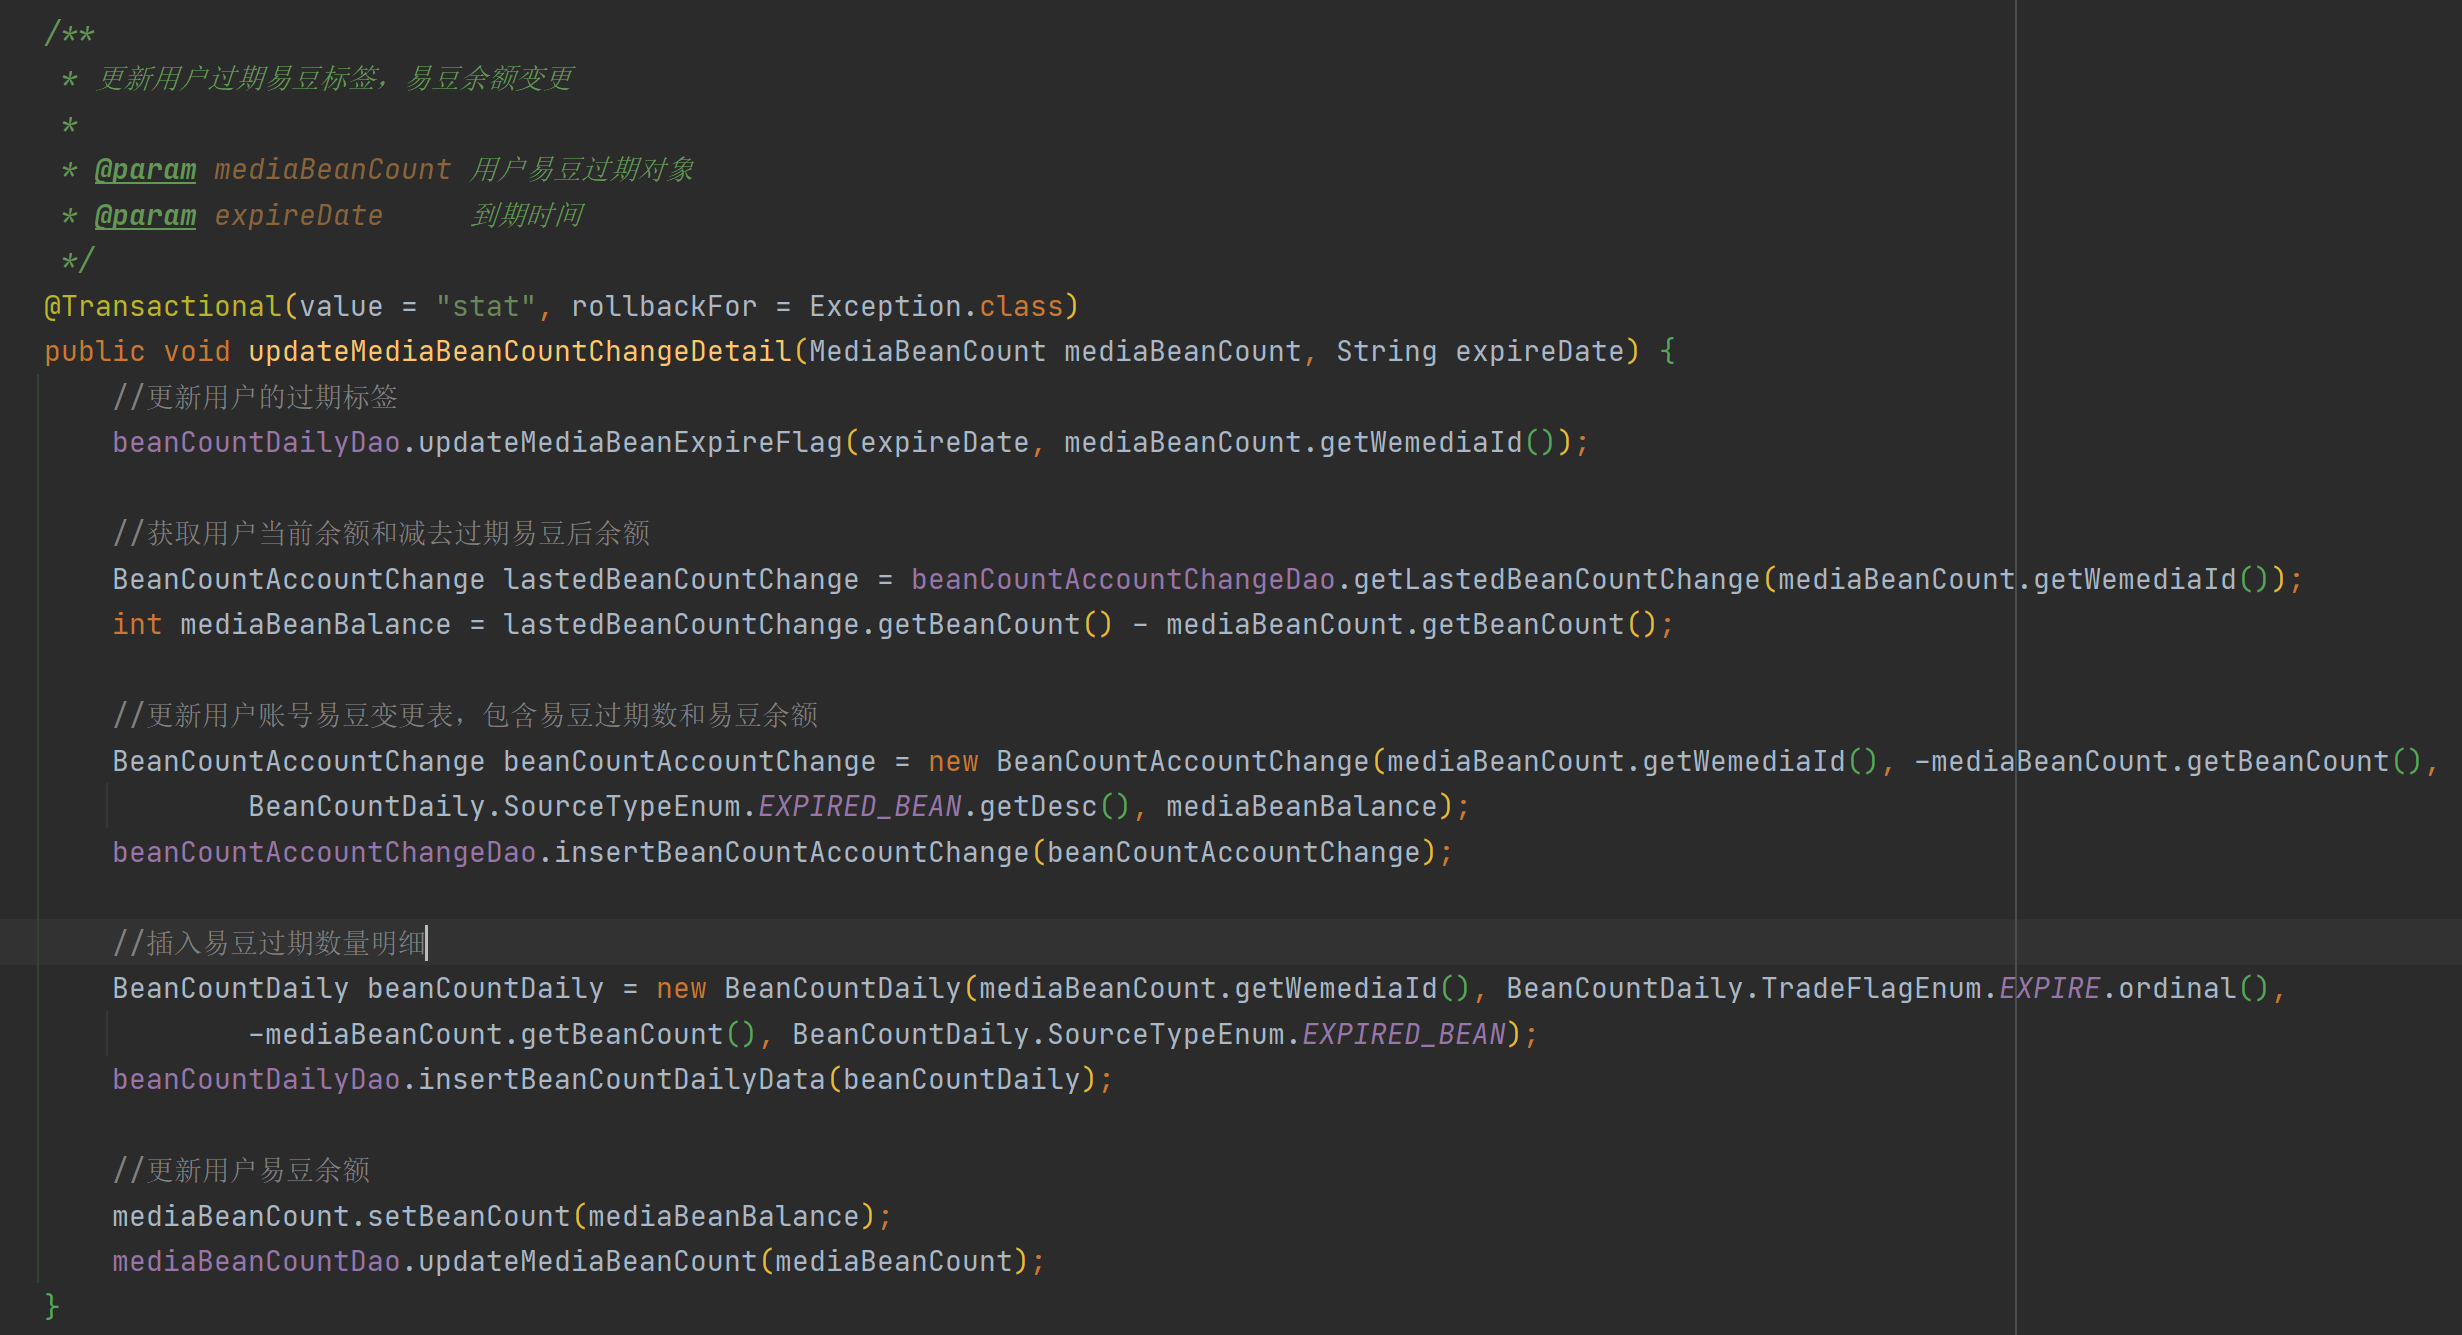 /**
 * 更新用户过期易豆标签，易豆余额变更
 *
 * @param mediaBeanCount 用户易豆过期对象
 * @param expireDate     到期时间
 */
@Transactional(value = "stat", rollbackFor = Exception.class)
public void updateMediaBeanCountChangeDetail(MediaBeanCount mediaBeanCount, String expireDate) {
    //更新用户的过期标签
    beanCountDailyDao.updateMediaBeanExpireFlag(expireDate, mediaBeanCount.getWemediaId());

    //获取用户当前余额和减去过期易豆后余额
    BeanCountAccountChange lastedBeanCountChange = beanCountAccountChangeDao.getLastedBeanCountChange(mediaBeanCount.getWemediaId());
    int mediaBeanBalance = lastedBeanCountChange.getBeanCount() - mediaBeanCount.getBeanCount();

    //更新用户账号易豆变更表，包含易豆过期数和易豆余额
    BeanCountAccountChange beanCountAccountChange = new BeanCountAccountChange(mediaBeanCount.getWemediaId(), -mediaBeanCount.getBeanCount(),
            BeanCountDaily.SourceTypeEnum.EXPIRED_BEAN.getDesc(), mediaBeanBalance);
    beanCountAccountChangeDao.insertBeanCountAccountChange(beanCountAccountChange);

    //插入易豆过期数量明细
    BeanCountDaily beanCountDaily = new BeanCountDaily(mediaBeanCount.getWemediaId(), BeanCountDaily.TradeFlagEnum.EXPIRE.ordinal(),
            -mediaBeanCount.getBeanCount(), BeanCountDaily.SourceTypeEnum.EXPIRED_BEAN);
    beanCountDailyDao.insertBeanCountDailyData(beanCountDaily);

    //更新用户易豆余额
    mediaBeanCount.setBeanCount(mediaBeanBalance);
    mediaBeanCountDao.updateMediaBeanCount(mediaBeanCount);
}